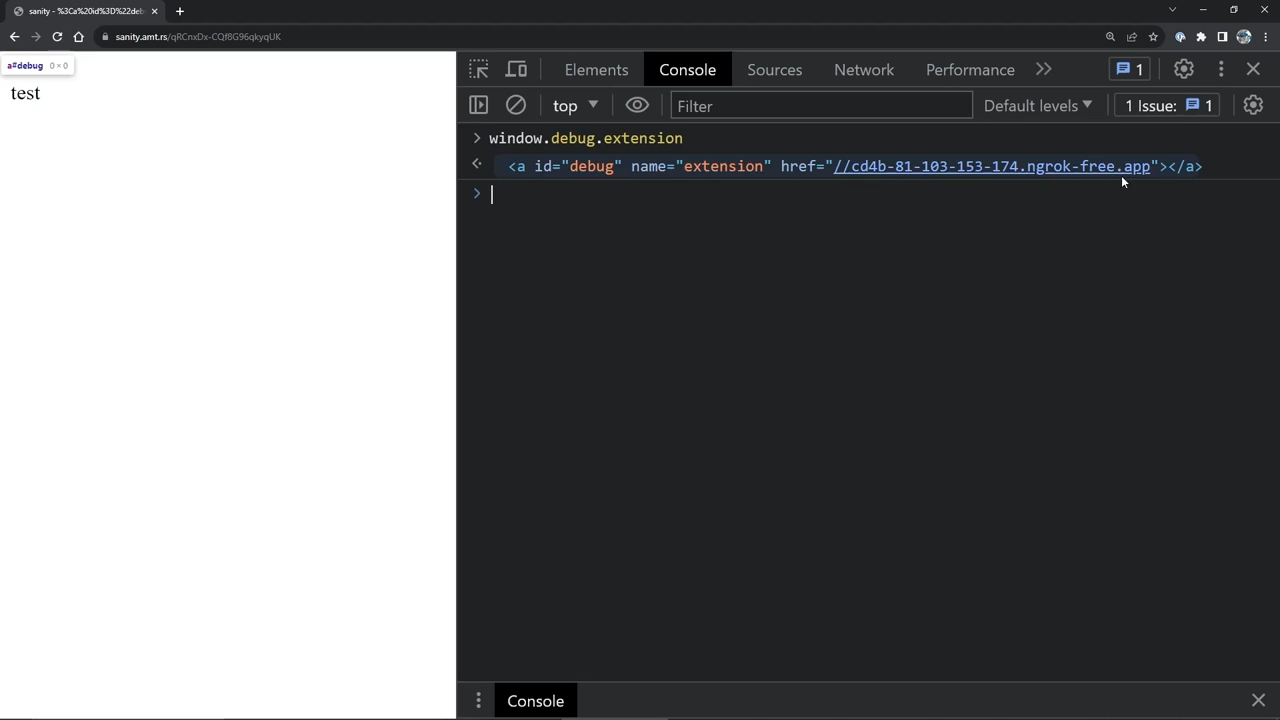 sanity - %3Ca%20id%3D%22deb
sanity.amt.rs/qRCnxDx-CQf8G96qkyqUK
a#debug 0 × 0
test
Elements Console Sources Network Performance 1
top Filter Default levels 1 Issue: 1
> window.debug.extension
<a id="debug" name="extension" href="//cd4b-81-103-153-174.ngrok-free.app"></a>
>
Console